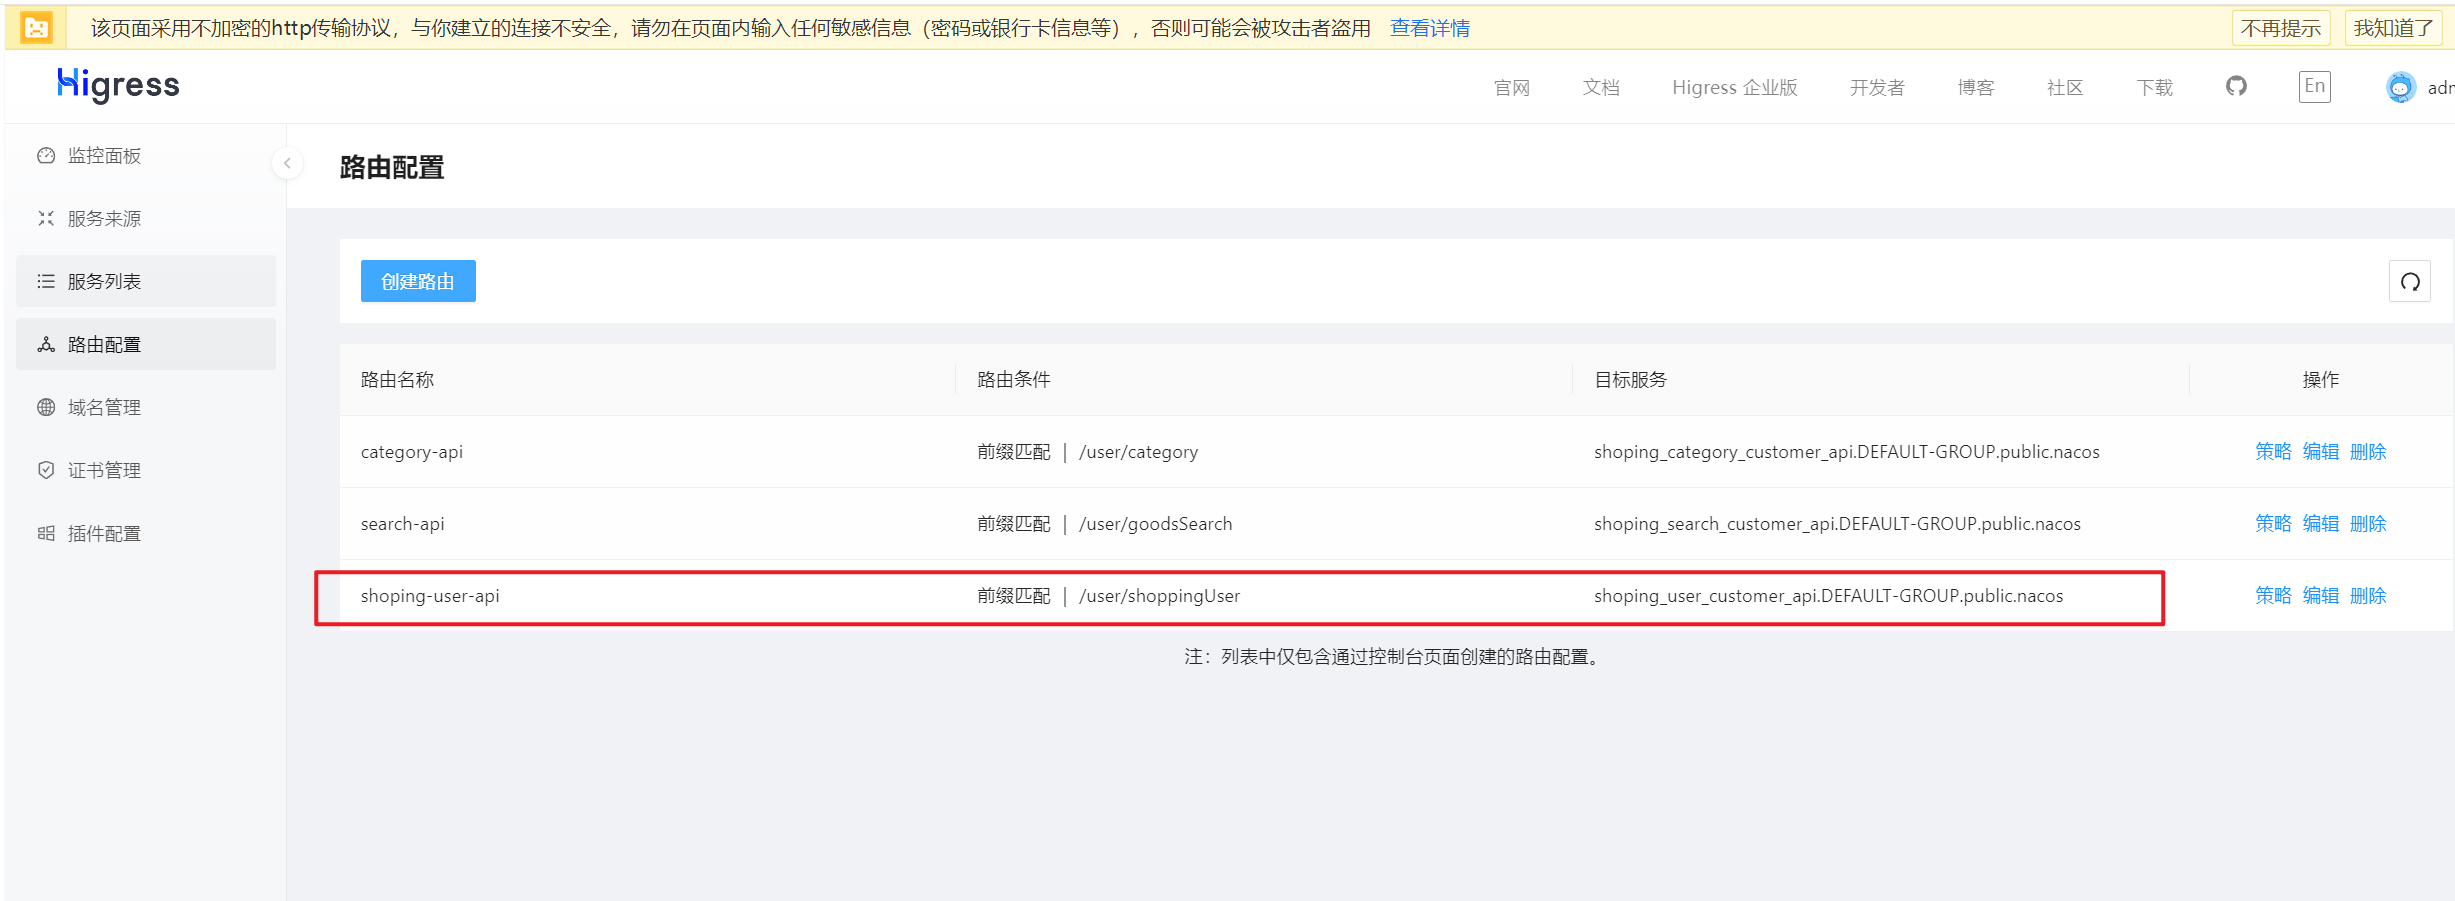 该页面采用不加密的http传输协议，与你建立的连接不安全，请勿在页面内输入任何敏感信息（密码或银行卡信息等），否则可能会被攻击者盗用 查看详情 不再提示 我知道了
Higress 官网 文档 Higress 企业版 开发者 博客 社区 下载 En adm
监控面板
服务来源
服务列表
路由配置
域名管理
证书管理
插件配置
路由配置
创建路由
路由名称 路由条件 目标服务 操作
category-api 前缀匹配 | /user/category shoping_category_customer_api.DEFAULT-GROUP.public.nacos 策略 编辑 删除
search-api 前缀匹配 | /user/goodsSearch shoping_search_customer_api.DEFAULT-GROUP.public.nacos 策略 编辑 删除
shoping-user-api 前缀匹配 | /user/shoppingUser shoping_user_customer_api.DEFAULT-GROUP.public.nacos 策略 编辑 删除
注：列表中仅包含通过控制台页面创建的路由配置。